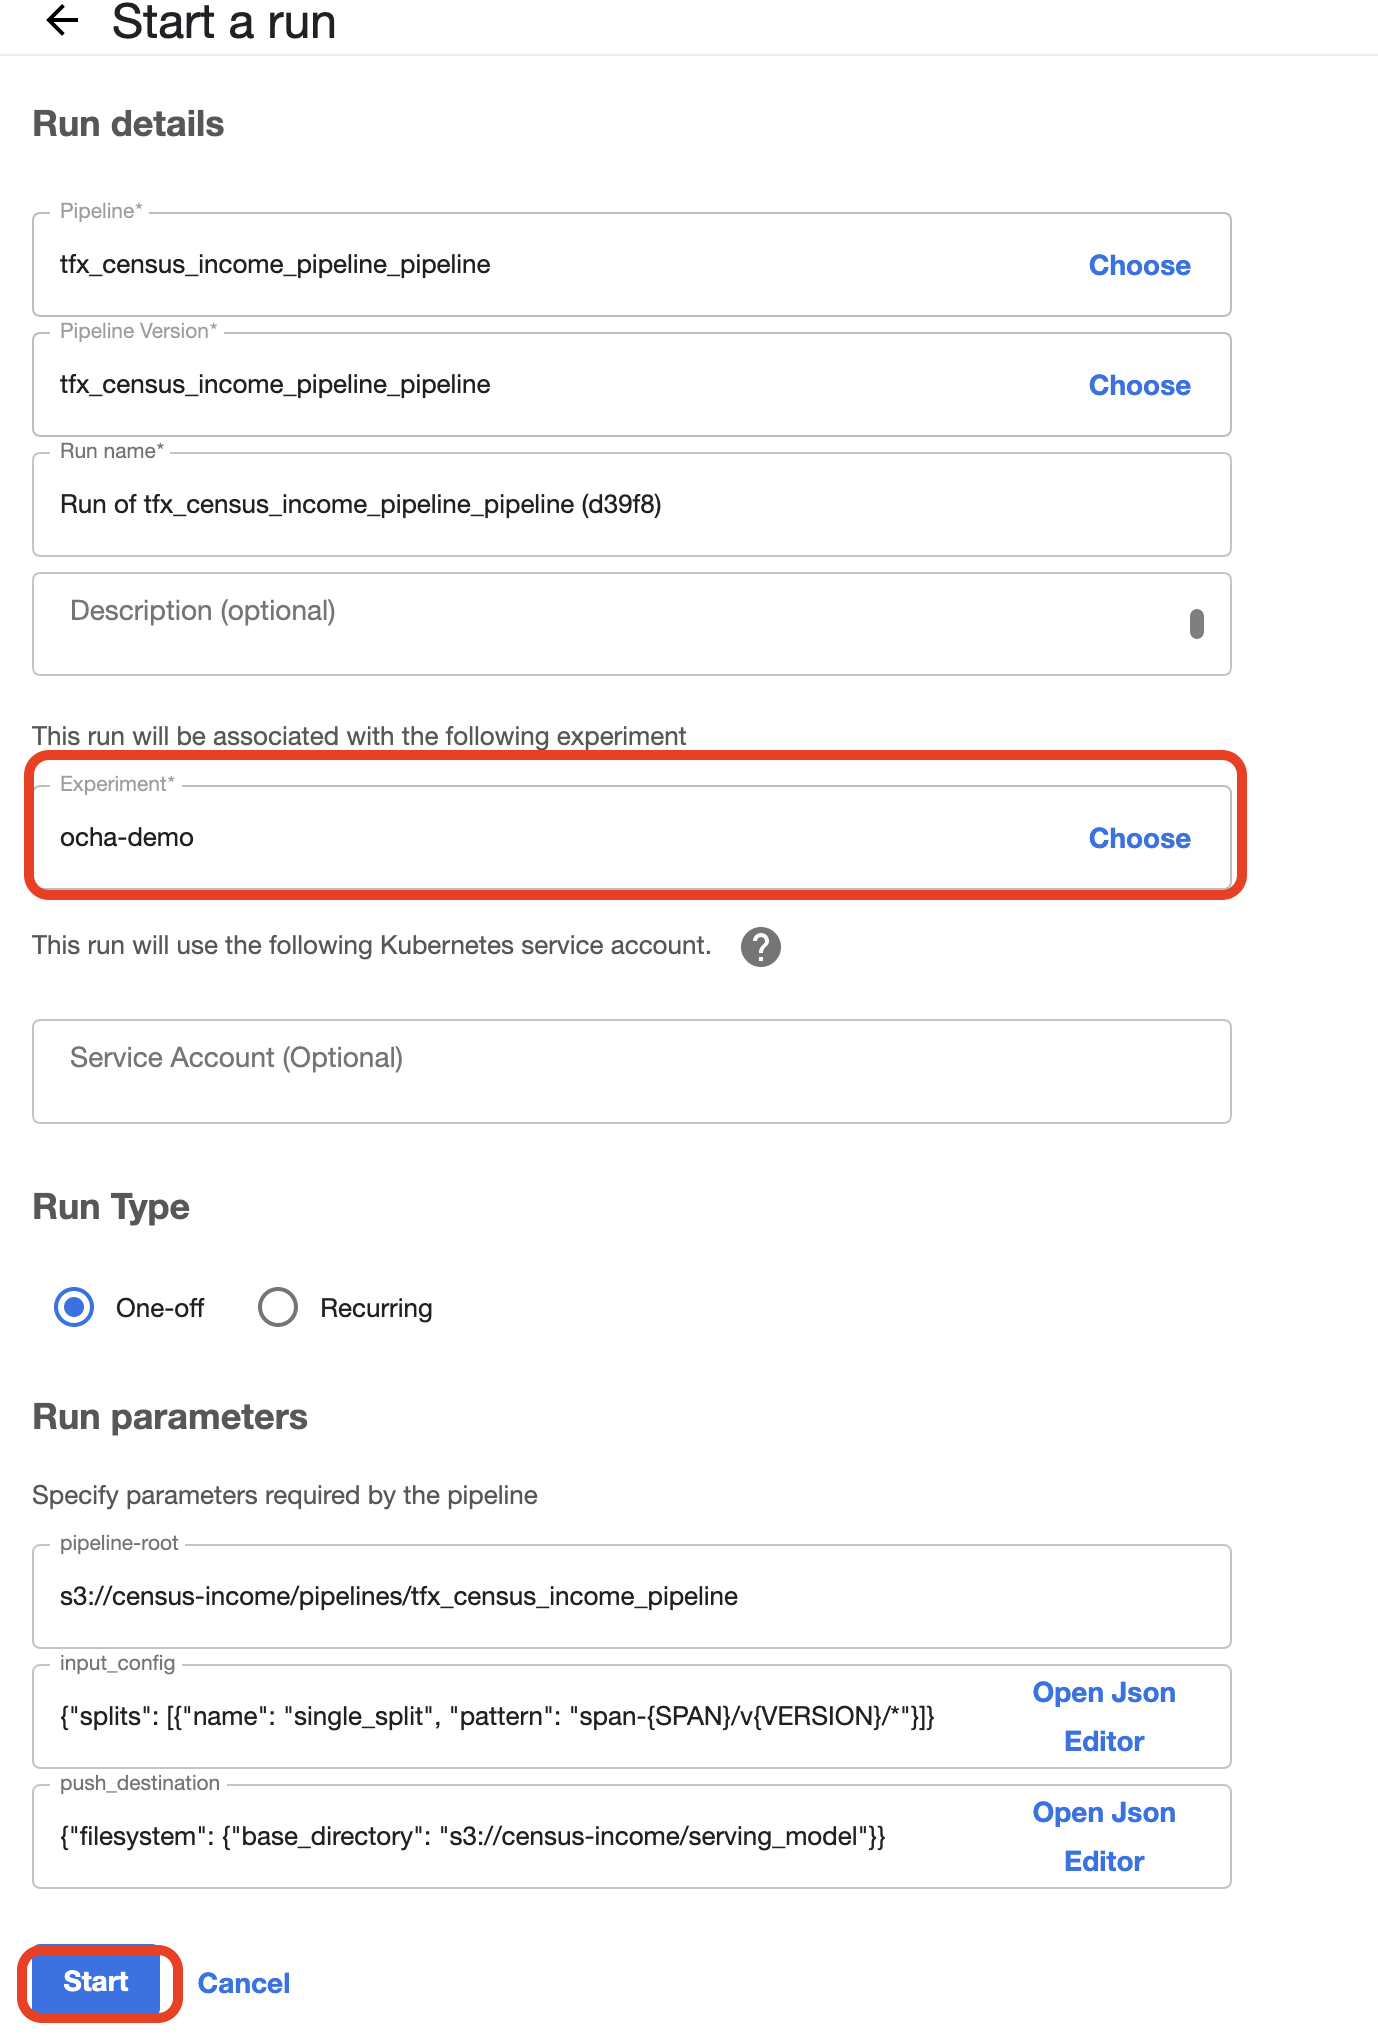 Start a run
Run details
Pipeline*
tfx_census_income_pipeline_pipeline
Choose
Pipeline Version*
tfx_census_income_pipeline_pipeline
Choose
Run name*
Run of tfx_census_income_pipeline_pipeline (d39f8)
Description (optional)
This run will be associated with the following experiment
Experiment*
ocha-demo
Choose
This run will use the following Kubernetes service account.
?
Service Account (Optional)
Run Type
One-off
Recurring
Run parameters
Specify parameters required by the pipeline
pipeline-root
s3://census-income/pipelines/tfx_census_income_pipeline
input_config
{"splits": [{"name": "single_split", "pattern": "span-{SPAN}/v{VERSION}/*"}]}
Open Json
Editor
push_destination
{"filesystem": {"base_directory": "s3://census-income/serving_model"}}
Open Json
Editor
Start
Cancel